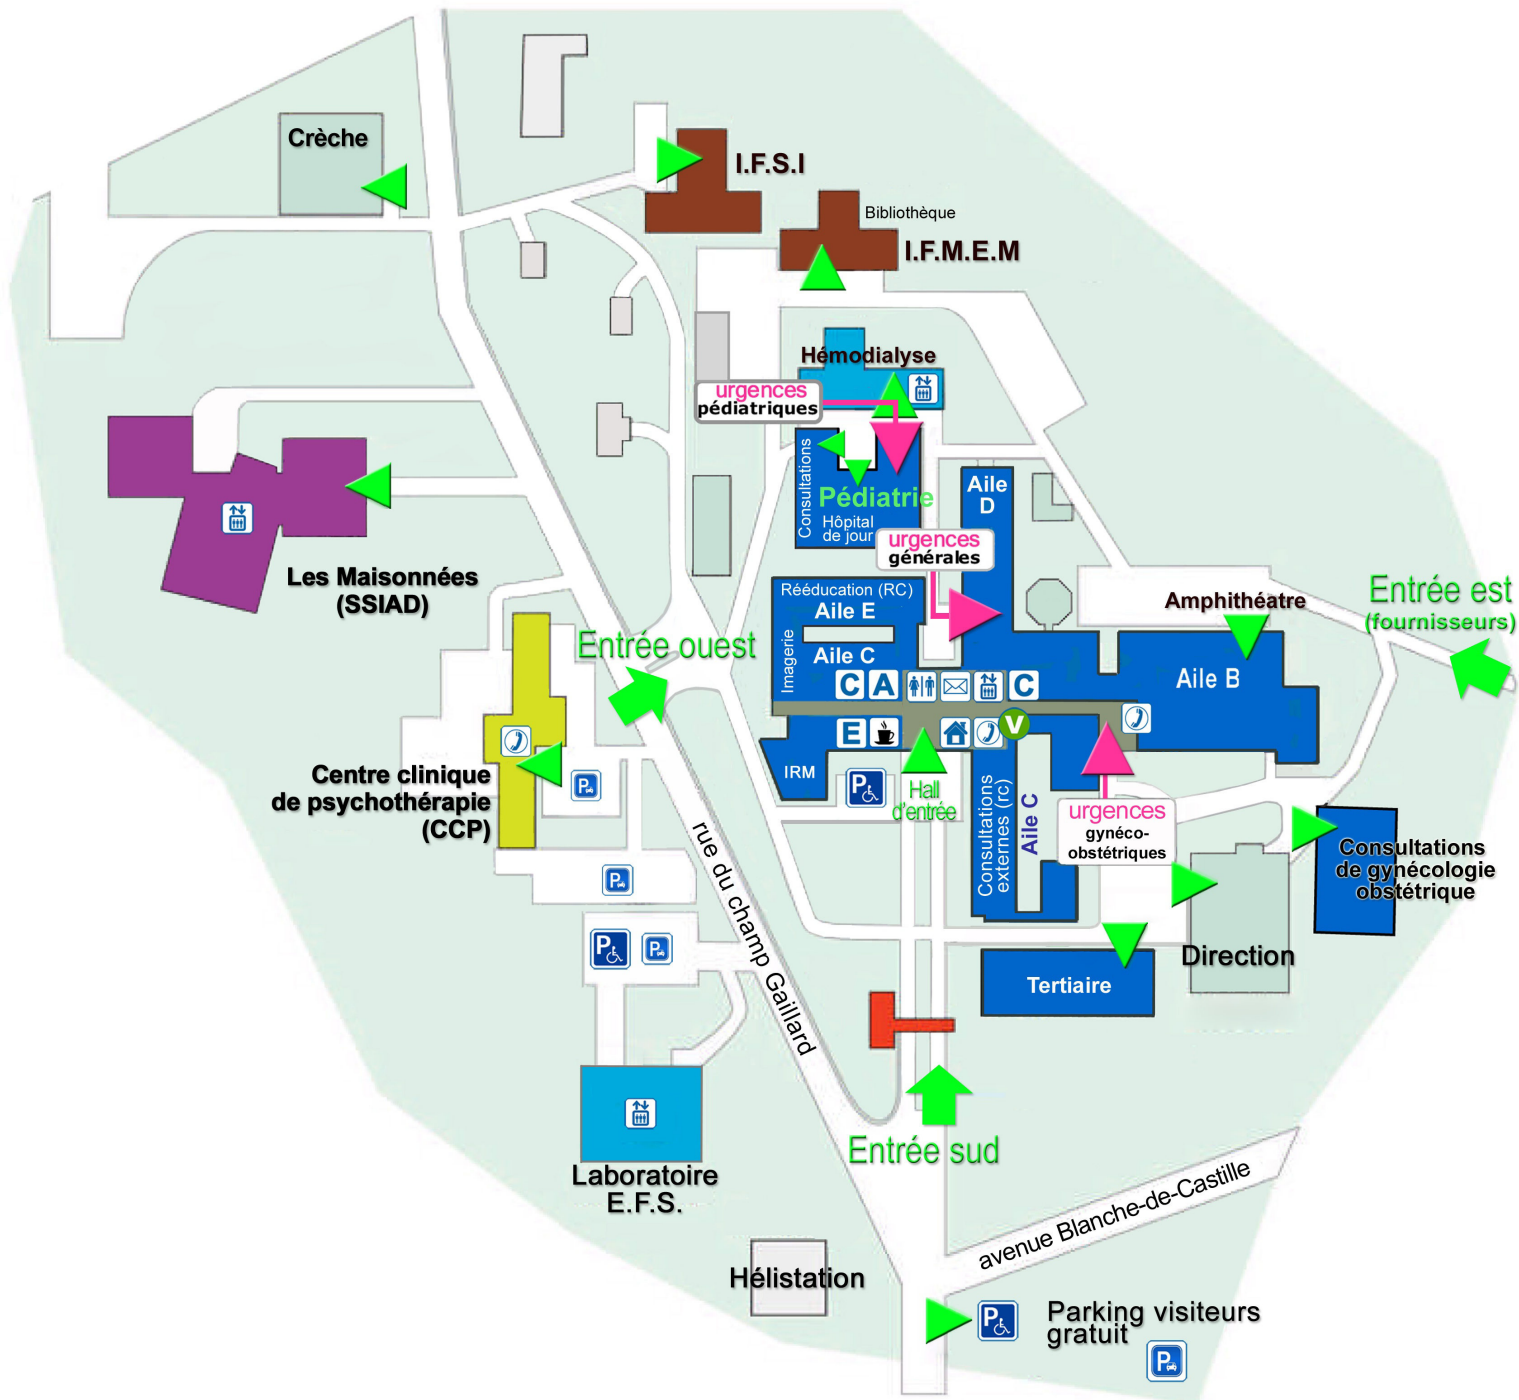 Crèche
I.F.S.I
Bibliothèque
I.F.M.E.M
Hémodialyse
urgences
pédiatriques
Consultations
Pédiatrie
Hôpital
de jour
Aile
D
urgences
générales
Les Maisonnées
(SSIAD)
Rééducation (RC)
Aile E
Imagerie
Aile C
Amphithéatre
Entrée est
(fournisseurs)
Entrée ouest
Aile B
C
A
C
E
V
IRM
P
Hall
d'entrée
Consultations
externes (rc)
Aile C
urgences
gynéco-
obstétriques
Centre clinique
de psychothérapie
(CCP)
P
P
P
P
rue du champ Gaillard
Consultations
de gynécologie
obstétrique
Direction
Tertiaire
Entrée sud
Laboratoire
E.F.S.
avenue Blanche-de-Castille
Hélistation
P
Parking visiteurs
gratuit
P